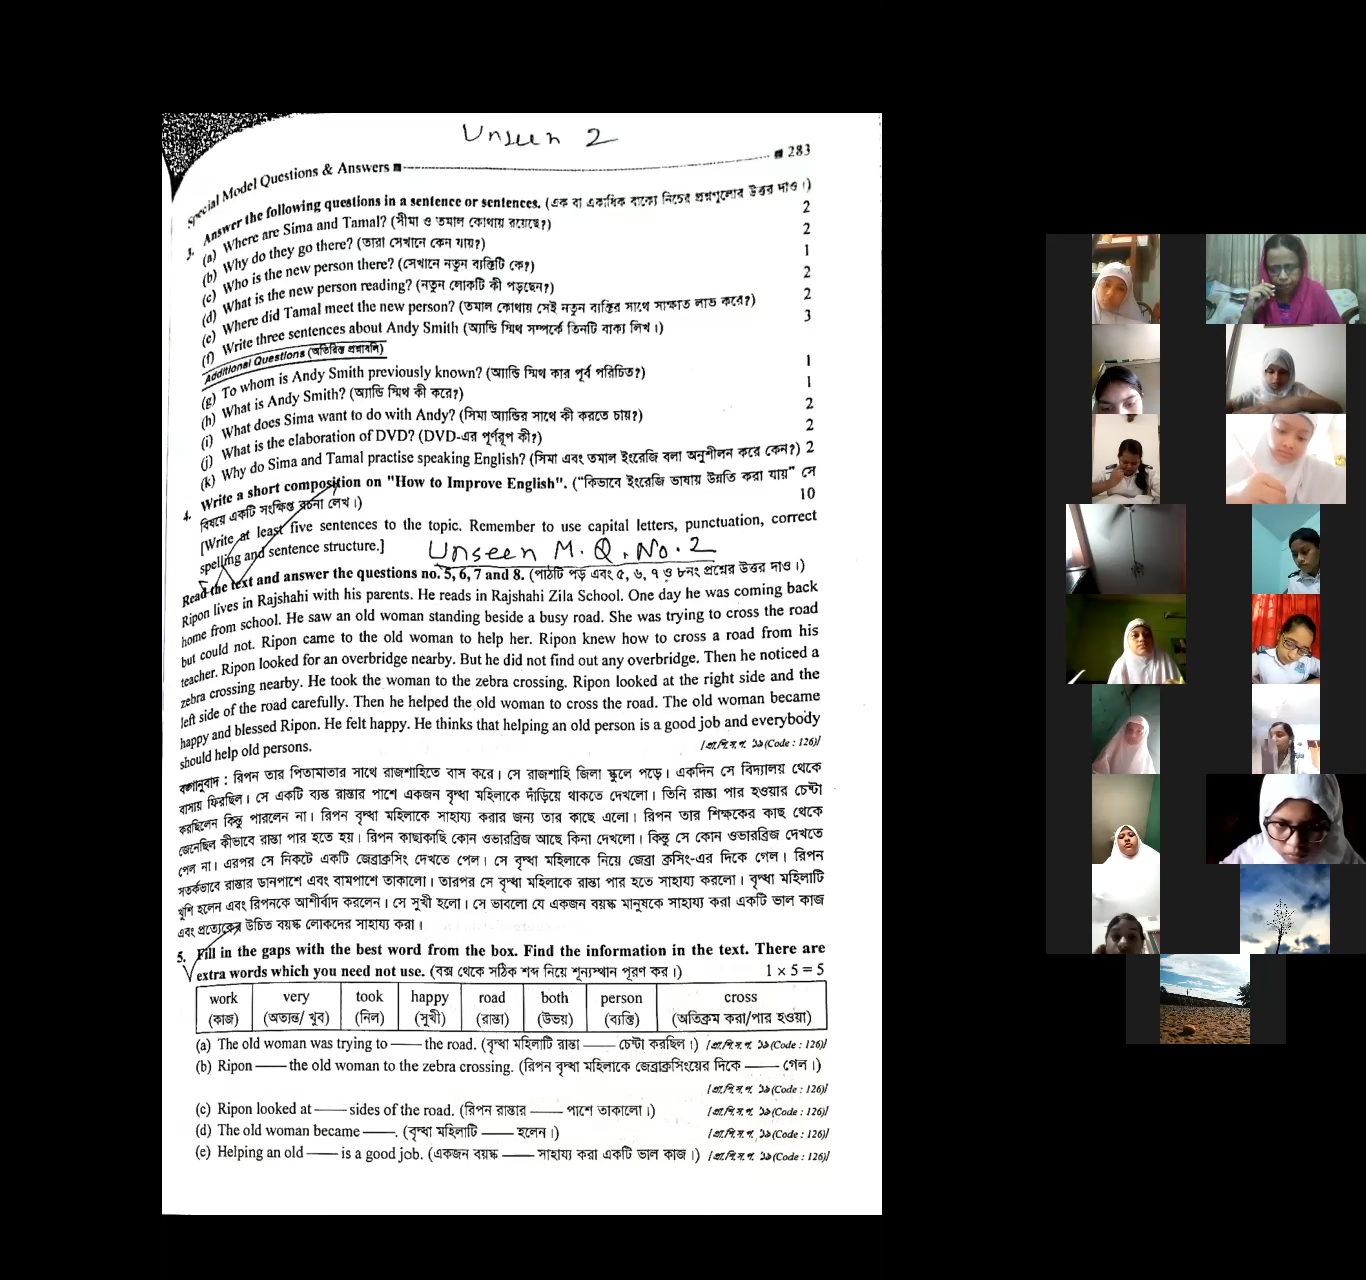 Unseen 2
Special Model Questions & Answers ■ ■ 283
3. Answer the following questions in a sentence or sentences. (এক বা একাধিক বাক্যে নিচের প্রশ্নগুলোর উত্তর দাও।)
(a) Where are Sima and Tamal? (সীমা ও তমাল কোথায় রয়েছে?) 2
(b) Why do they go there? (তারা সেখানে কেন যায়?) 2
(c) Who is the new person there? (সেখানে নতুন ব্যক্তিটি কে?) 1
(d) What is the new person reading? (নতুন লোকটি কী পড়ছেন?) 2
(e) Where did Tamal meet the new person? (তমাল কোথায় সেই নতুন ব্যক্তির সাথে সাক্ষাত লাভ করে?) 2
(f) Write three sentences about Andy Smith (অ্যান্ডি স্মিথ সম্পর্কে তিনটি বাক্য লিখ।) 3
Additional Questions (অতিরিক্ত প্রশ্নাবলি)
(g) To whom is Andy Smith previously known? (অ্যান্ডি স্মিথ কার পূর্ব পরিচিত?) 1
(h) What is Andy Smith? (অ্যান্ডি স্মিথ কী করে?) 1
(i) What does Sima want to do with Andy? (সিমা অ্যান্ডির সাথে কী করতে চায়?) 2
(j) What is the elaboration of DVD? (DVD-এর পূর্ণরূপ কী?) 2
(k) Why do Sima and Tamal practise speaking English? (সিমা এবং তমাল ইংরেজি বলা অনুশীলন করে কেন?) 2
4. Write a short composition on "How to Improve English". ("কিভাবে ইংরেজি ভাষায় উন্নতি করা যায়" সে
বিষয়ে একটি সংক্ষিপ্ত রচনা লেখ।) 10
[Write at least five sentences to the topic. Remember to use capital letters, punctuation, correct
spelling and sentence structure.] Unseen M.Q.No.2
Read the text and answer the questions no. 5, 6, 7 and 8. (পাঠটি পড় এবং ৫, ৬, ৭ ও ৮নং প্রশ্নের উত্তর দাও।)
Ripon lives in Rajshahi with his parents. He reads in Rajshahi Zila School. One day he was coming back
home from school. He saw an old woman standing beside a busy road. She was trying to cross the road
but could not. Ripon came to the old woman to help her. Ripon knew how to cross a road from his
teacher. Ripon looked for an overbridge nearby. But he did not find out any overbridge. Then he noticed a
zebra crossing nearby. He took the woman to the zebra crossing. Ripon looked at the right side and the
left side of the road carefully. Then he helped the old woman to cross the road. The old woman became
happy and blessed Ripon. He felt happy. He thinks that helping an old person is a good job and everybody
should help old persons. [প্রা.শি.স.প. ১৯ (Code : 126)]
বঙ্গানুবাদ : রিপন তার পিতামাতার সাথে রাজশাহিতে বাস করে। সে রাজশাহি জিলা স্কুলে পড়ে। একদিন সে বিদ্যালয় থেকে
বাসায় ফিরছিল। সে একটি ব্যস্ত রাস্তার পাশে একজন বৃদ্ধা মহিলাকে দাঁড়িয়ে থাকতে দেখলো। তিনি রাস্তা পার হওয়ার চেষ্টা
করছিলেন কিন্তু পারলেন না। রিপন বৃদ্ধা মহিলাকে সাহায্য করার জন্য তার কাছে এলো। রিপন তার শিক্ষকের কাছ থেকে
জেনেছিল কীভাবে রাস্তা পার হতে হয়। রিপন কাছাকাছি কোন ওভারব্রিজ আছে কিনা দেখলো। কিন্তু সে কোন ওভারব্রিজ দেখতে
পেল না। এরপর সে নিকটে একটি জেব্রাক্রসিং দেখতে পেল। সে বৃদ্ধা মহিলাকে নিয়ে জেব্রা ক্রসিং-এর দিকে গেল। রিপন
সতর্কভাবে রাস্তার ডানপাশে এবং বামপাশে তাকালো। তারপর সে বৃদ্ধা মহিলাকে রাস্তা পার হতে সাহায্য করলো। বৃদ্ধা মহিলাটি
খুশি হলেন এবং রিপনকে আশীর্বাদ করলেন। সে সুখী হলো। সে ভাবলো যে একজন বয়স্ক মানুষকে সাহায্য করা একটি ভাল কাজ
এবং প্রত্যেকের উচিত বয়স্ক লোকদের সাহায্য করা।
5. Fill in the gaps with the best word from the box. Find the information in the text. There are
extra words which you need not use. (বক্স থেকে সঠিক শব্দ নিয়ে শূন্যস্থান পূরণ কর।) 1 × 5 = 5
work very took happy road both person cross
(কাজ) (অত্যন্ত/ খুব) (নিল) (সুখী) (রাস্তা) (উভয়) (ব্যক্তি) (অতিক্রম করা/পার হওয়া)
(a) The old woman was trying to —— the road. (বৃদ্ধা মহিলাটি রাস্তা —— চেষ্টা করছিল।) [প্রা.শি.স.প. ১৯ (Code : 126)]
(b) Ripon —— the old woman to the zebra crossing. (রিপন বৃদ্ধা মহিলাকে জেব্রাক্রসিংয়ের দিকে —— গেল।)
[প্রা.শি.স.প. ১৯ (Code : 126)]
(c) Ripon looked at —— sides of the road. (রিপন রাস্তার —— পাশে তাকালো।) [প্রা.শি.স.প. ১৯ (Code : 126)]
(d) The old woman became ——. (বৃদ্ধা মহিলাটি —— হলেন।) [প্রা.শি.স.প. ১৯ (Code : 126)]
(e) Helping an old —— is a good job. (একজন বয়স্ক —— সাহায্য করা একটি ভাল কাজ।) [প্রা.শি.স.প. ১৯ (Code : 126)]